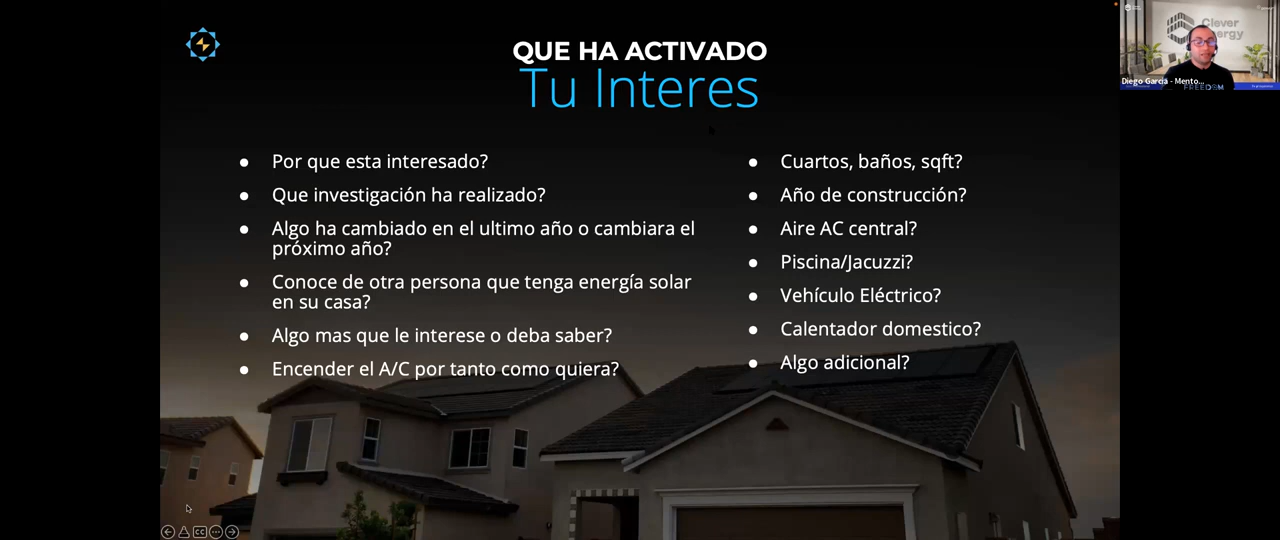 QUE HA ACTIVADO
Tu Interes
Por que esta interesado?
Que investigación ha realizado?
Algo ha cambiado en el ultimo año o cambiara el
próximo año?
Conoce de otra persona que tenga energía solar
en su casa?
Algo mas que le interese o deba saber?
Encender el A/C por tanto como quiera?
Cuartos, baños, sqft?
Año de construcción?
Aire AC central?
Piscina/Jacuzzi?
Vehículo Eléctrico?
Calentador domestico?
Algo adicional?
Clever
Diego Garcia - Mento...
FREEDOM
CC